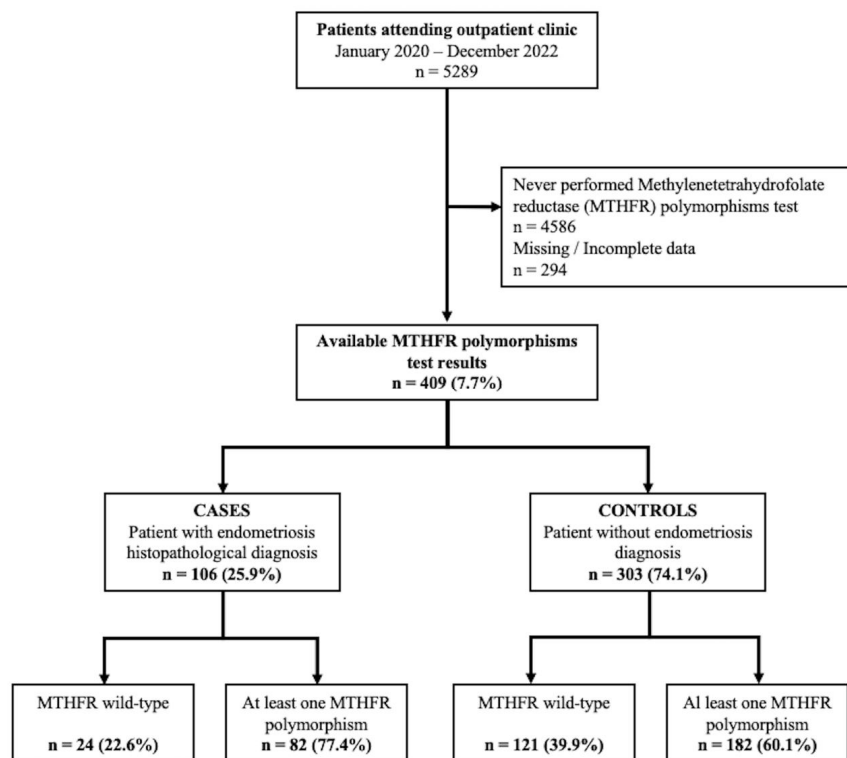 Patients attending outpatient clinic
January 2020 – December 2022
n = 5289
Never performed Methylenetetrahydrofolate
reductase (MTHFR) polymorphisms test
n = 4586
Missing / Incomplete data
n = 294
Available MTHFR polymorphisms
test results
n = 409 (7.7%)
CASES
Patient with endometriosis
histopathological diagnosis
n = 106 (25.9%)
CONTROLS
Patient without endometriosis
diagnosis
n = 303 (74.1%)
MTHFR wild-type
n = 24 (22.6%)
At least one MTHFR
polymorphism
n = 82 (77.4%)
MTHFR wild-type
n = 121 (39.9%)
Al least one MTHFR
polymorphism
n = 182 (60.1%)